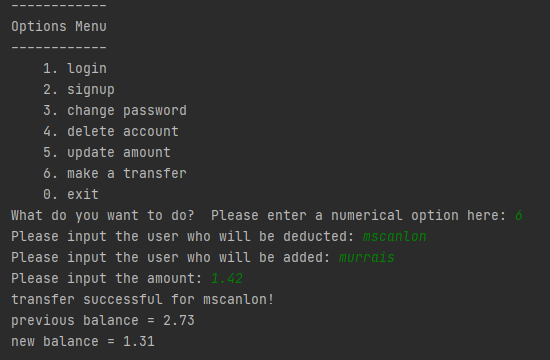 ------------
Options Menu
------------
1. login
2. signup
3. change password
4. delete account
5. update amount
6. make a transfer
0. exit
What do you want to do?  Please enter a numerical option here: 6
Please input the user who will be deducted: mscanlon
Please input the user who will be added: murrais
Please input the amount: 1.42
transfer successful for mscanlon!
previous balance = 2.73
new balance = 1.31